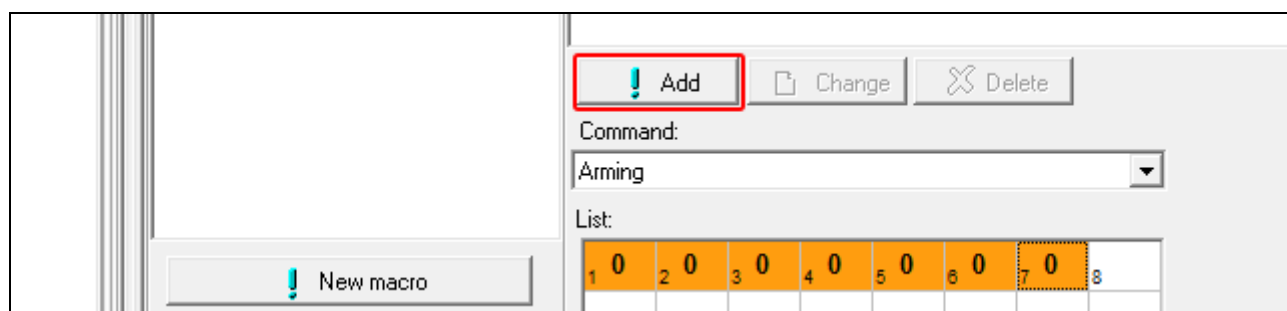 Add Change Delete
Command:
Arming
List:
1 0 2 0 3 0 4 0 5 0 6 0 7 0 8
New macro